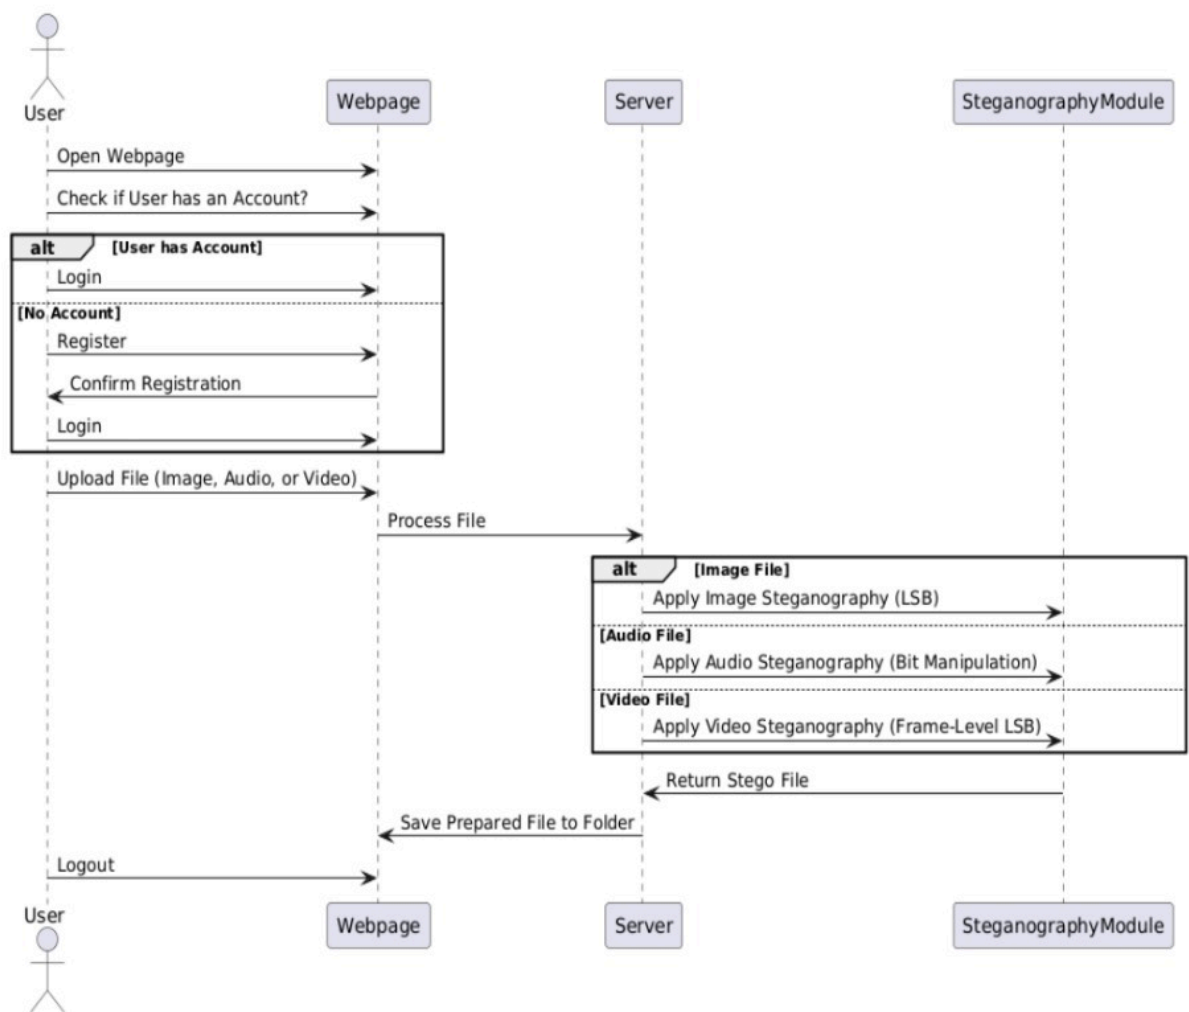 User
Webpage
Server
SteganographyModule
Open Webpage
Check if User has an Account?
alt [User has Account]
Login
[No Account]
Register
Confirm Registration
Login
Upload File (Image, Audio, or Video)
Process File
alt [Image File]
Apply Image Steganography (LSB)
[Audio File]
Apply Audio Steganography (Bit Manipulation)
[Video File]
Apply Video Steganography (Frame-Level LSB)
Return Stego File
Save Prepared File to Folder
Logout
User
Webpage
Server
SteganographyModule